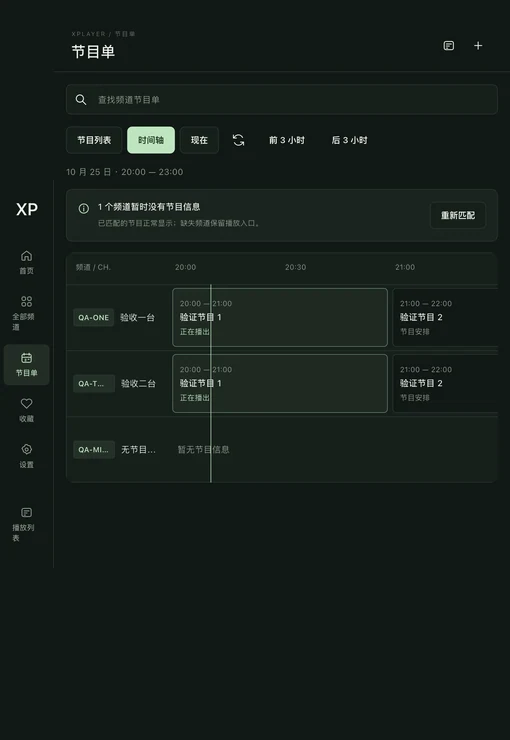 XPLAYER / 节目单
节目单
查找频道节目单
节目列表 时间轴 现在 前 3 小时 后 3 小时
10 月 25 日 · 20:00 — 23:00
XP
首页
全部频道
节目单
收藏
设置
播放列表
1 个频道暂时没有节目信息
已匹配的节目正常显示；缺失频道保留播放入口。
重新匹配
频道 / CH. 20:00 20:30 21:00
QA-ONE 验收一台
20:00 — 21:00
验证节目 1
正在播出
21:00 — 22:00
验证节目 2
节目安排
QA-T... 验收二台
20:00 — 21:00
验证节目 1
正在播出
21:00 — 22:00
验证节目 2
节目安排
QA-MI... 无节目... 暂无节目信息